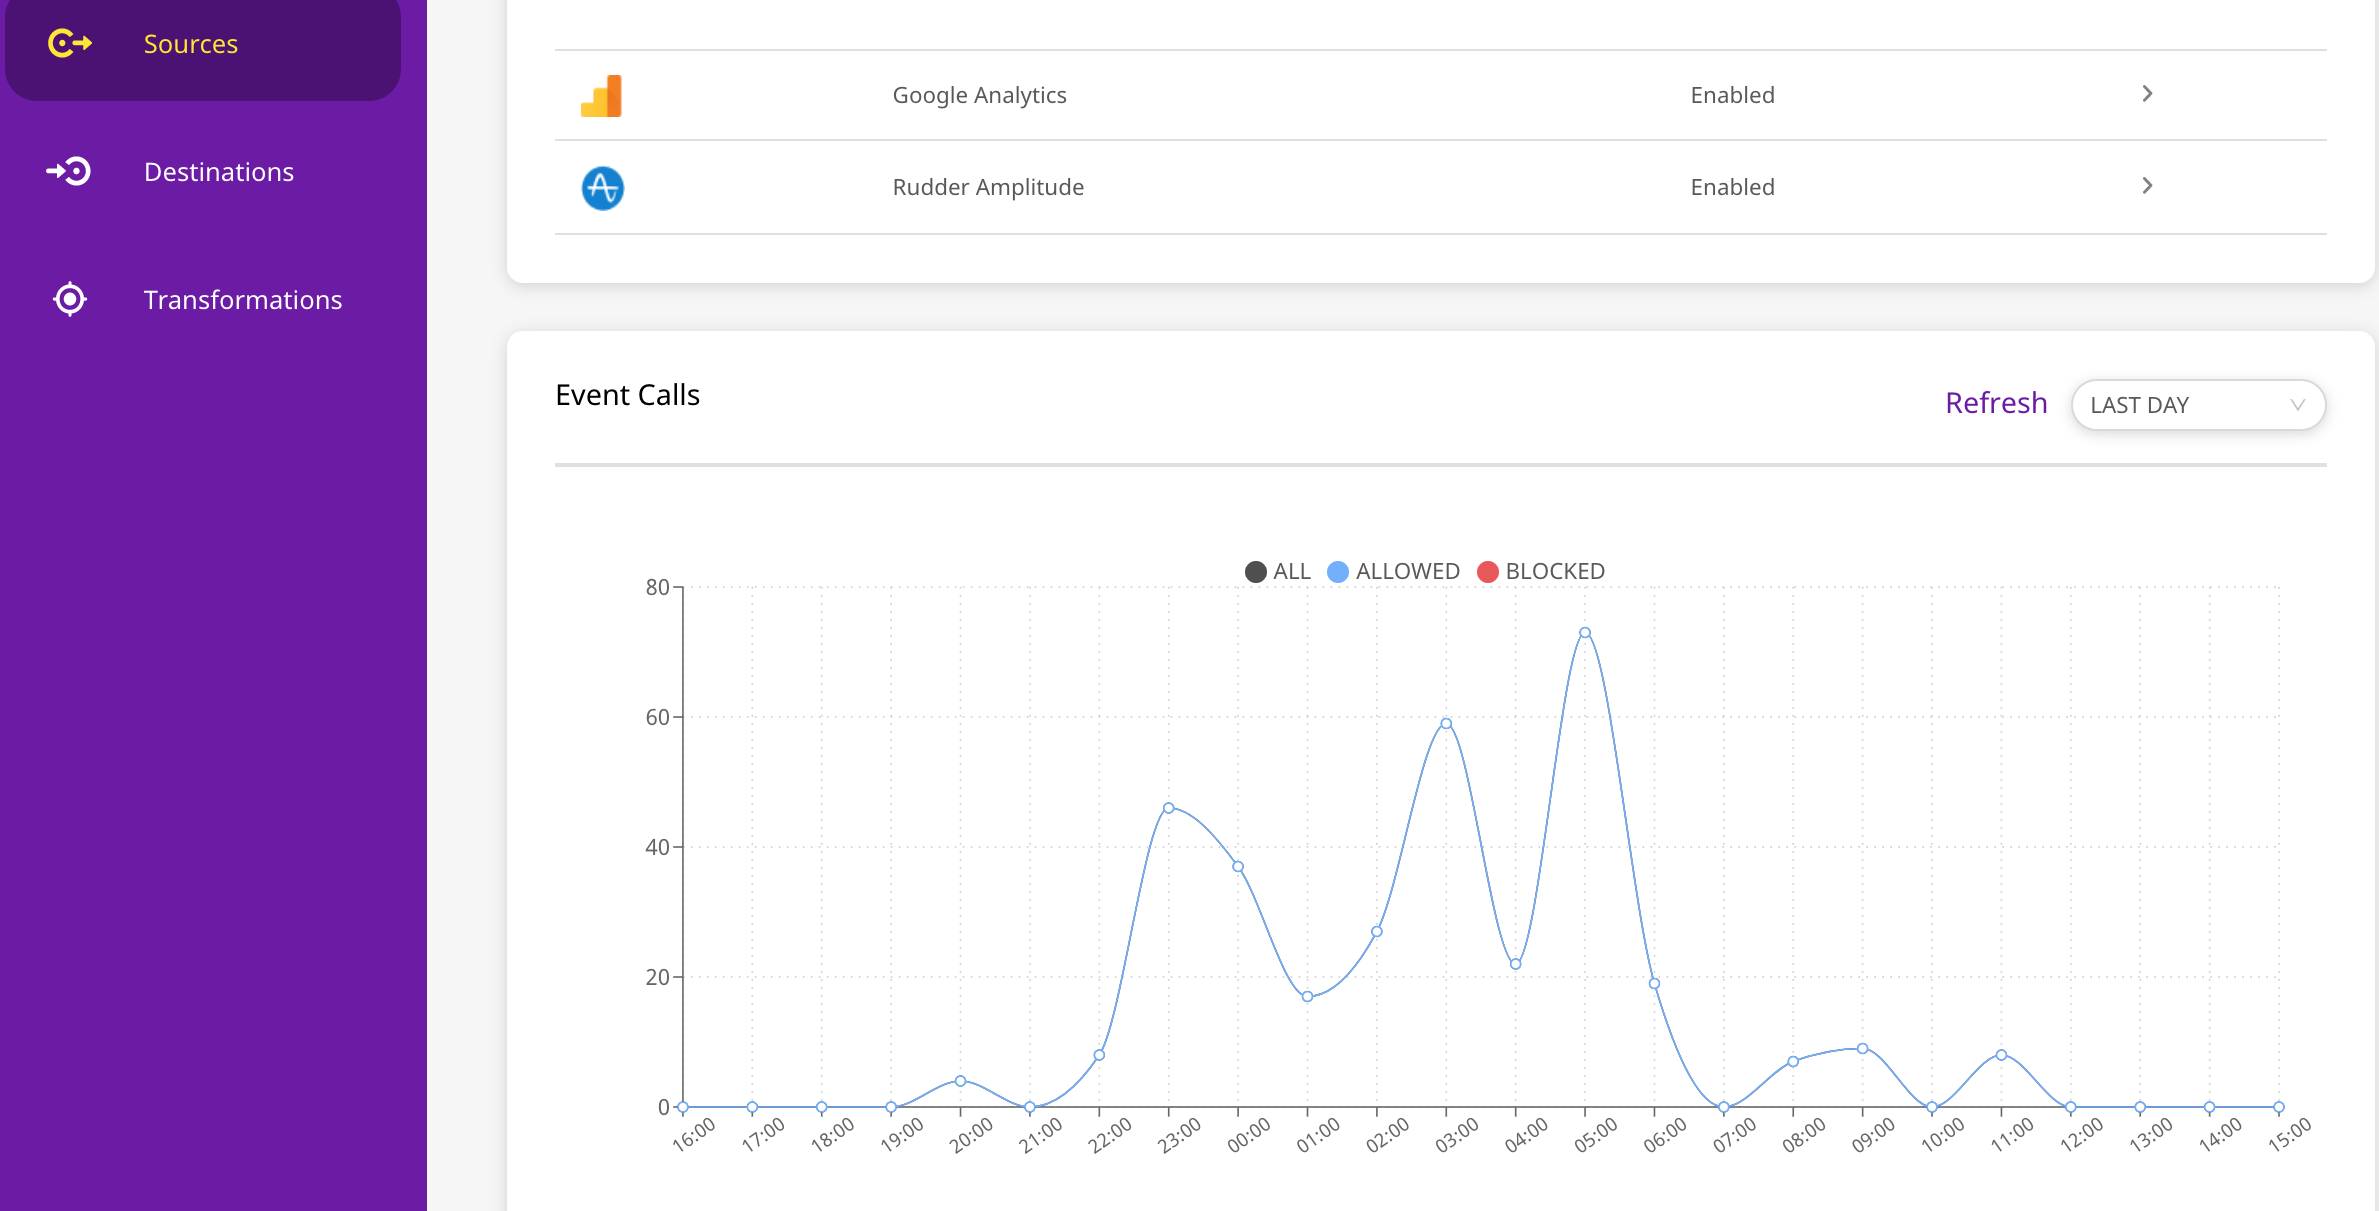 Sources
Destinations
Transformations
Google Analytics Enabled
Rudder Amplitude Enabled
Event Calls
Refresh LAST DAY
ALL ALLOWED BLOCKED
80
60
40
20
0
16:00 17:00 18:00 19:00 20:00 21:00 22:00 23:00 00:00 01:00 02:00 03:00 04:00 05:00 06:00 07:00 08:00 09:00 10:00 11:00 12:00 13:00 14:00 15:00